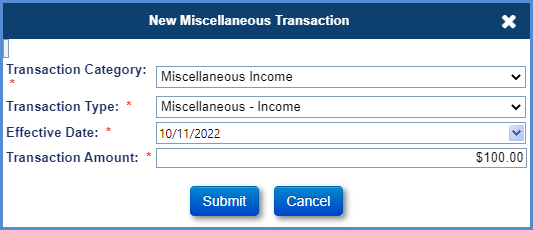 New Miscellaneous Transaction
Transaction Category: * Miscellaneous Income
Transaction Type: * Miscellaneous - Income
Effective Date: * 10/11/2022
Transaction Amount: * $100.00
Submit Cancel